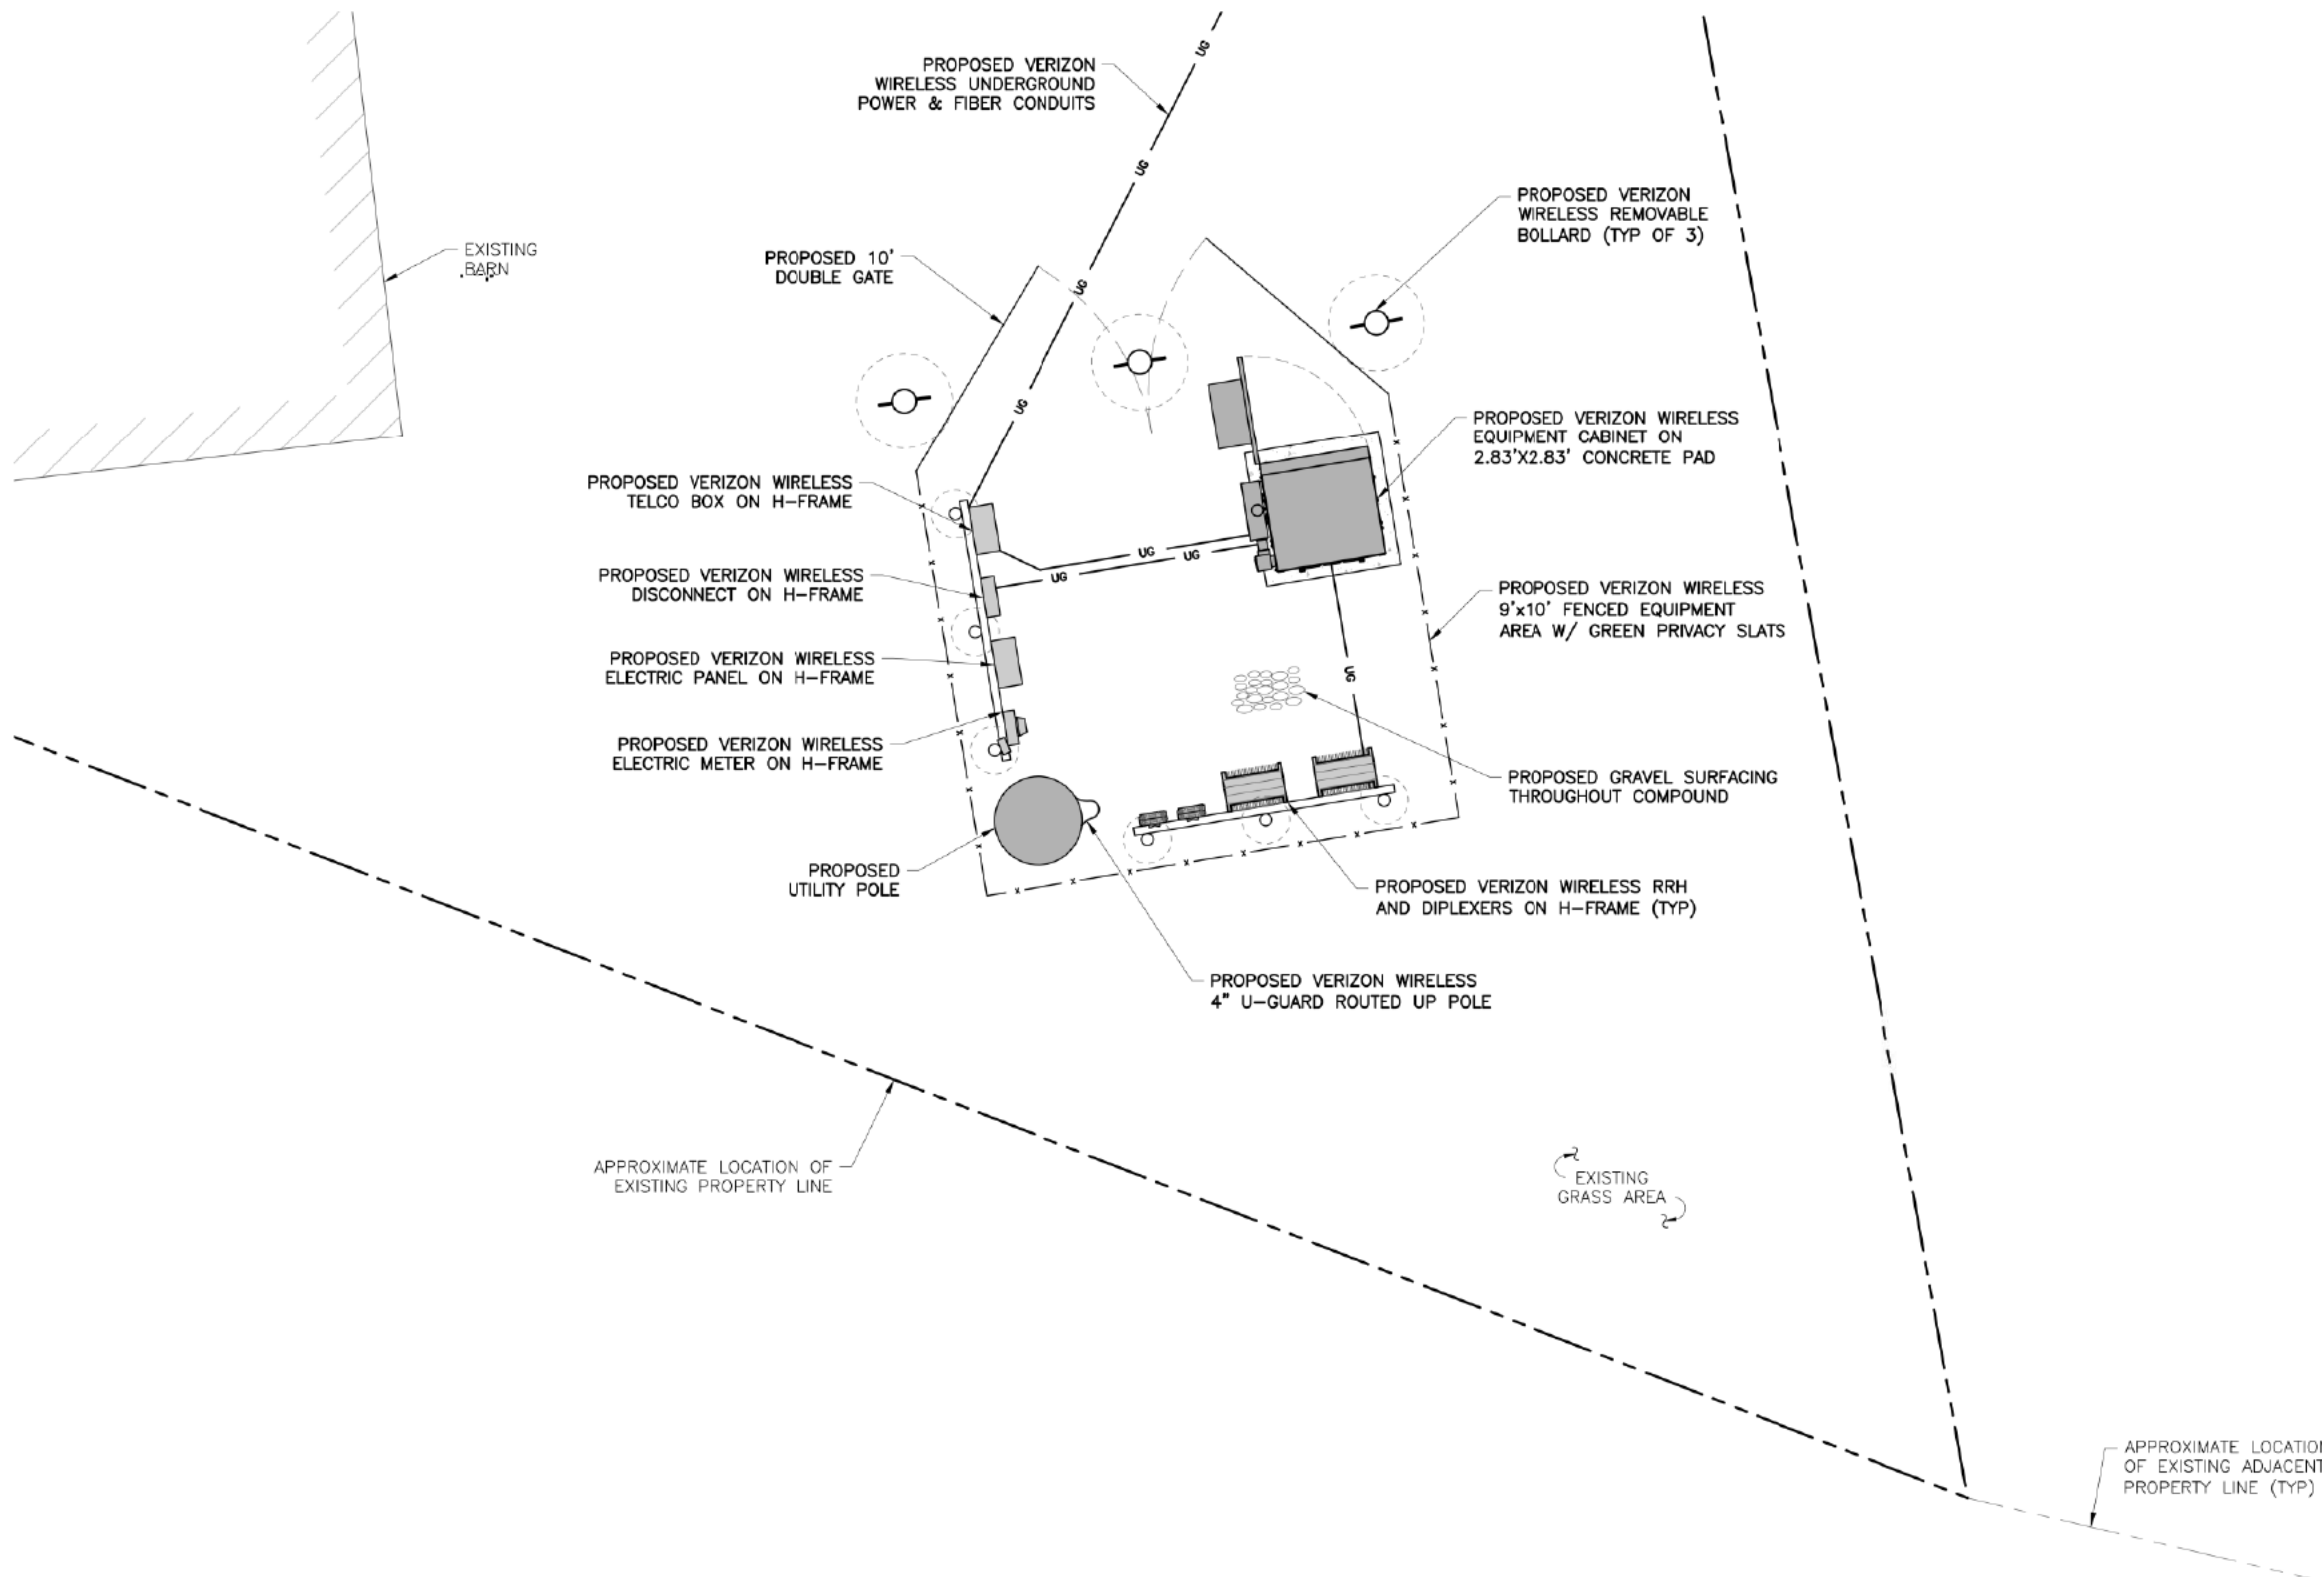 PROPOSED VERIZON
WIRELESS UNDERGROUND
POWER & FIBER CONDUITS
UG
UG
PROPOSED VERIZON
WIRELESS REMOVABLE
BOLLARD (TYP OF 3)
EXISTING
BARN
PROPOSED 10'
DOUBLE GATE
UG
UG
PROPOSED VERIZON WIRELESS
EQUIPMENT CABINET ON
2.83'X2.83' CONCRETE PAD
PROPOSED VERIZON WIRELESS
TELCO BOX ON H-FRAME
UG
UG
UG
PROPOSED VERIZON WIRELESS
DISCONNECT ON H-FRAME
PROPOSED VERIZON WIRELESS
9'x10' FENCED EQUIPMENT
AREA W/ GREEN PRIVACY SLATS
PROPOSED VERIZON WIRELESS
ELECTRIC PANEL ON H-FRAME
UG
PROPOSED VERIZON WIRELESS
ELECTRIC METER ON H-FRAME
PROPOSED GRAVEL SURFACING
THROUGHOUT COMPOUND
PROPOSED
UTILITY POLE
PROPOSED VERIZON WIRELESS RRH
AND DIPLEXERS ON H-FRAME (TYP)
PROPOSED VERIZON WIRELESS
4" U-GUARD ROUTED UP POLE
APPROXIMATE LOCATION OF
EXISTING PROPERTY LINE
EXISTING
GRASS AREA
APPROXIMATE LOCATION
OF EXISTING ADJACENT
PROPERTY LINE (TYP)